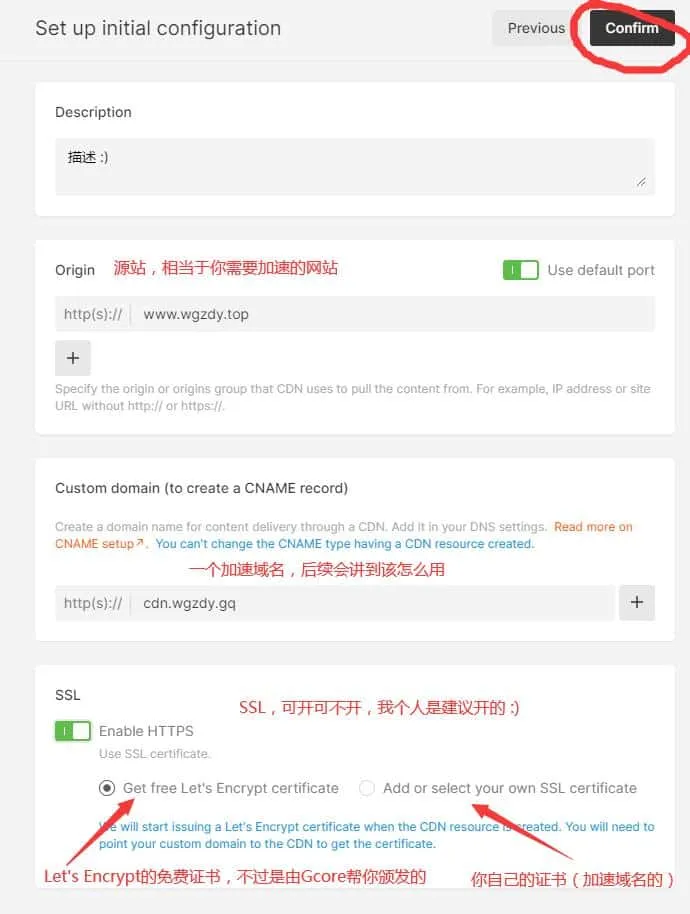 Set up initial configuration
Previous
Confirm
Description
描述 :)
Origin
源站，相当于你需要加速的网站
Use default port
http(s)://
www.wgzdy.top
+
Specify the origin or origins group that CDN uses to pull the content from. For example, IP address or site
URL without http:// or https://.
Custom domain (to create a CNAME record)
Create a domain name for content delivery through a CDN. Add it in your DNS settings. Read more on
CNAME setup↗. You can't change the CNAME type having a CDN resource created.
一个加速域名，后续会讲到该怎么用
http(s)://
cdn.wgzdy.gq
+
SSL
SSL，可开可不开，我个人是建议开的 :)
Enable HTTPS
Use SSL certificate.
Get free Let's Encrypt certificate
Add or select your own SSL certificate
We will start issuing a Let's Encrypt certificate when the CDN resource is created. You will need to
point your custom domain to the CDN to get the certificate.
Let's Encrypt的免费证书，不过是由Gcore帮你颁发的
你自己的证书（加速域名的）